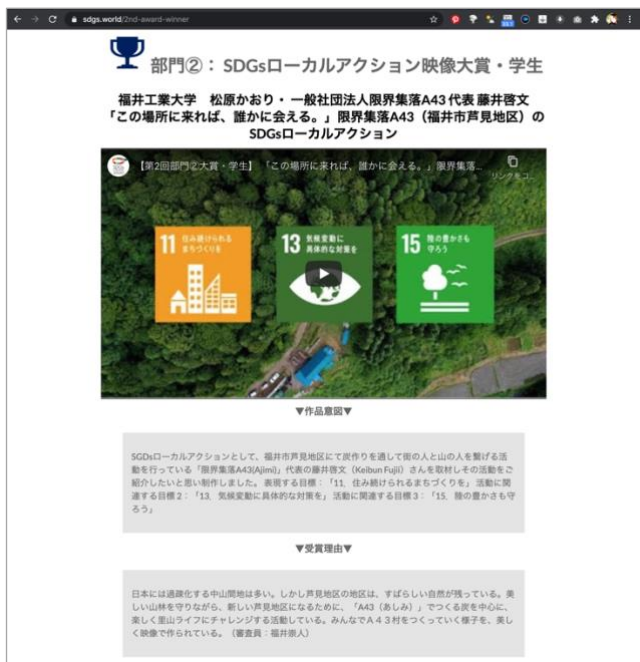 sdgs.world/2nd-award-winner
部門②： SDGsローカルアクション映像大賞・学生
福井工業大学　松原かおり・一般社団法人限界集落A43 代表 藤井啓文
「この場所に来れば、誰かに会える。」限界集落A43（福井市芦見地区）の
SDGsローカルアクション
【第2回部門②大賞・学生】 「この場所に来れば、誰かに会える。」限界集落...
リンクをコ...
11 住み続けられる
まちづくりを
13 気候変動に
具体的な対策を
15 陸の豊かさも
守ろう
▼作品意図▼
SGDsローカルアクションとして、福井市芦見地区にて炭作りを通して街の人と山の人を繋げる活
動を行っている「限界集落A43(Ajimi)」代表の藤井啓文（Keibun Fujii）さんを取材しその活動をご
紹介したいと思い制作しました。 表現する目標：「11，住み続けられるまちづくりを」 活動に関
連する目標２：「13，気候変動に具体的な対策を」 活動に関連する目標３：「15，陸の豊かさも守
ろう」
▼受賞理由▼
日本には過疎化する中山間地は多い。しかし芦見地区の地区は、すばらしい自然が残っている。美
しい山林を守りながら、新しい芦見地区になるために、「A43（あしみ）」でつくる炭を中心に、
楽しく里山ライフにチャレンジする活動している。みんなでＡ４３村をつくっていく様子を、美し
く映像で作られている。（審査員：福井崇人）